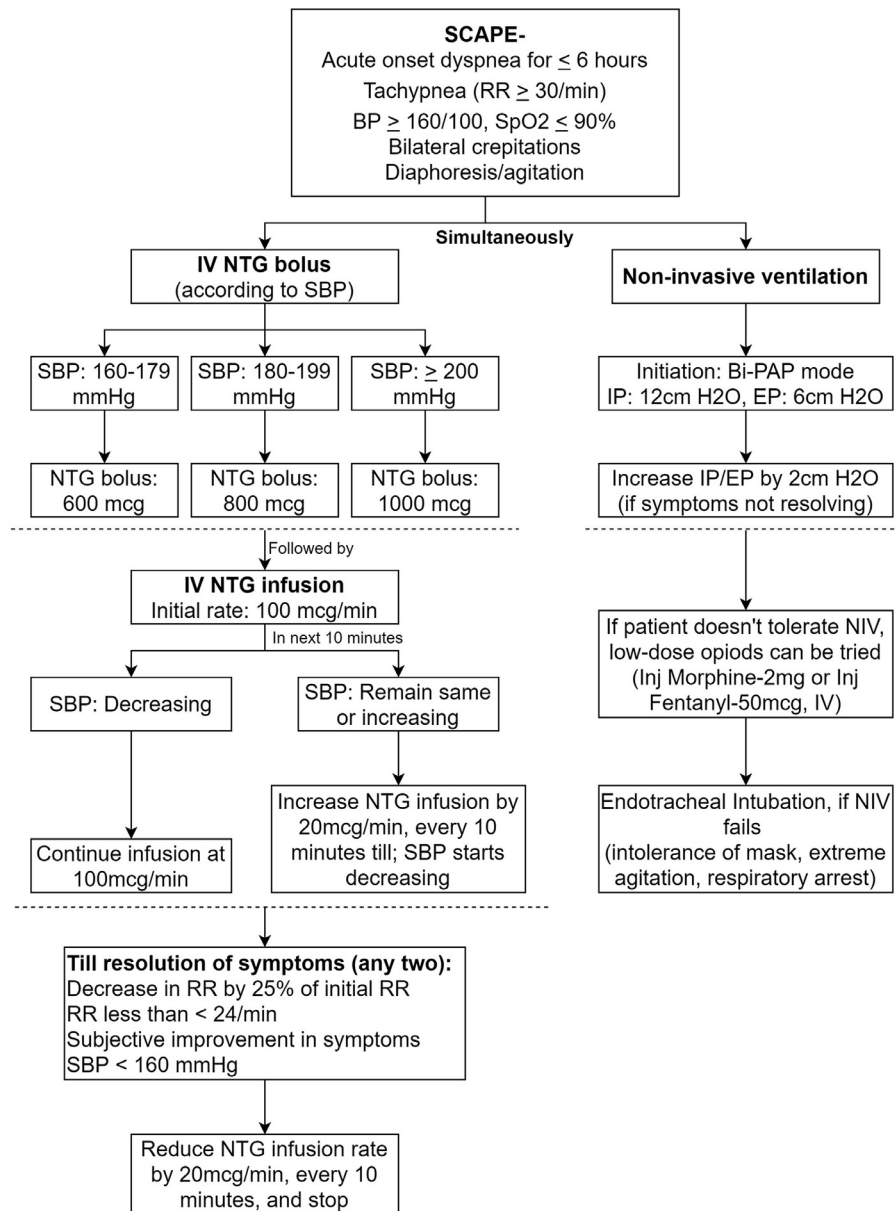 SCAPE-
Acute onset dyspnea for ≤ 6 hours
Tachypnea (RR ≥ 30/min)
BP ≥ 160/100, SpO2 ≤ 90%
Bilateral crepitations
Diaphoresis/agitation
Simultaneously
IV NTG bolus
(according to SBP)
SBP: 160-179
mmHg
SBP: 180-199
mmHg
SBP: ≥ 200
mmHg
NTG bolus:
600 mcg
NTG bolus:
800 mcg
NTG bolus:
1000 mcg
Followed by
IV NTG infusion
Initial rate: 100 mcg/min
In next 10 minutes
SBP: Decreasing
SBP: Remain same
or increasing
Continue infusion at
100mcg/min
Increase NTG infusion by
20mcg/min, every 10
minutes till; SBP starts
decreasing
Till resolution of symptoms (any two):
Decrease in RR by 25% of initial RR
RR less than < 24/min
Subjective improvement in symptoms
SBP < 160 mmHg
Reduce NTG infusion rate
by 20mcg/min, every 10
minutes, and stop
Non-invasive ventilation
Initiation: Bi-PAP mode
IP: 12cm H2O, EP: 6cm H2O
Increase IP/EP by 2cm H2O
(if symptoms not resolving)
If patient doesn't tolerate NIV,
low-dose opiods can be tried
(Inj Morphine-2mg or Inj
Fentanyl-50mcg, IV)
Endotracheal Intubation, if NIV
fails
(intolerance of mask, extreme
agitation, respiratory arrest)